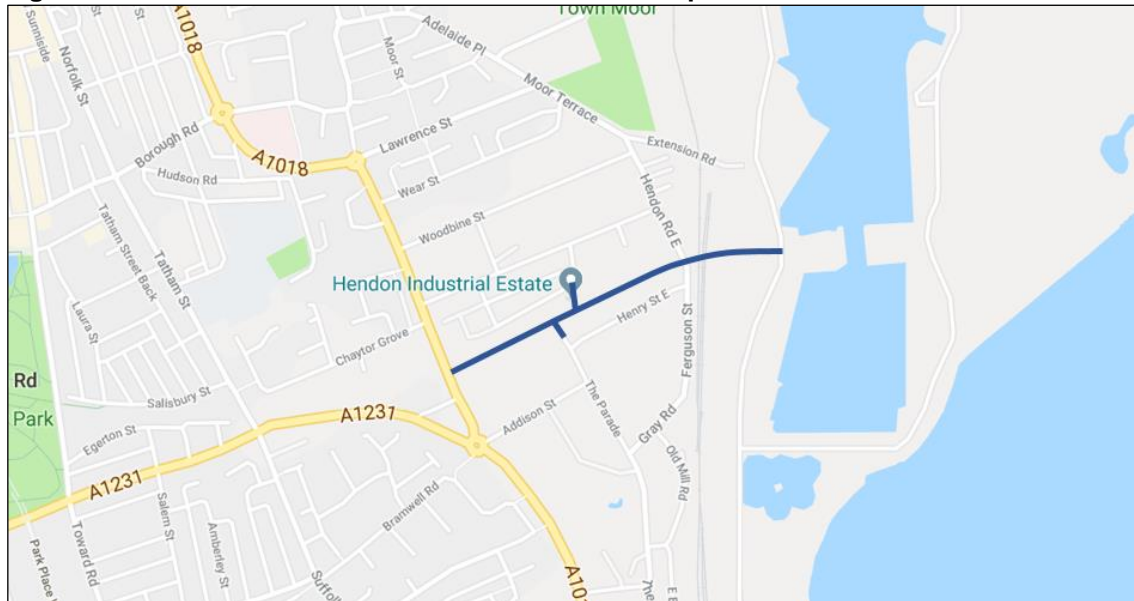 Town Moor
Sunniside
Norfolk St
A1018
Adelaide Pl
Moor St
Moor Terrace
Lawrence St
Borough Rd
A1018
Hudson Rd
Extension Rd
Wear St
Hendon Rd E
Woodbine St
Tatham Street Back
Tatham St
Hendon Industrial Estate
Henry St E
Laura St
Ferguson St
Chaytor Grove
Rd
Park
Salisbury St
The Parade
A1231
Addison St
Gray Rd
Egerton St
Old Mill Rd
A1231
Bramwell Rd
Salem St
Amberley St
Toward Rd
Park Place
Suffolk
A10
The